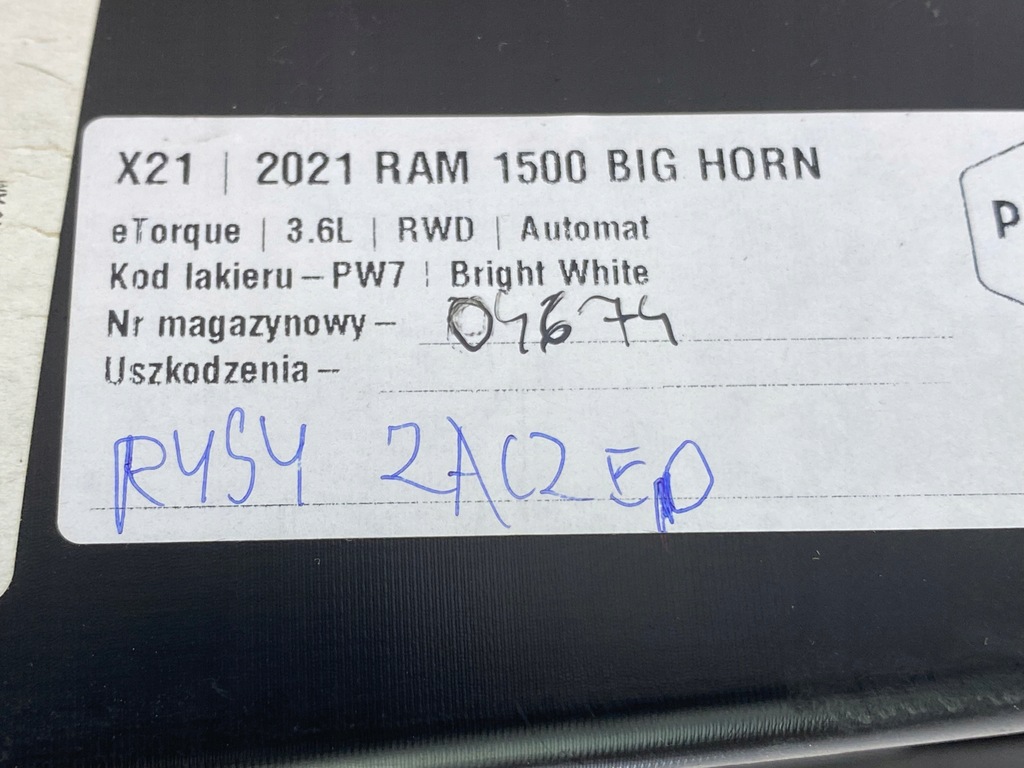 X21 | 2021 RAM 1500 BIG HORN
eTorque | 3.6L | RWD | Automat
Kod lakieru – PW7 | Bright White
Nr magazynowy – 04674
Uszkodzenia –
RYSY ZACZEP
P